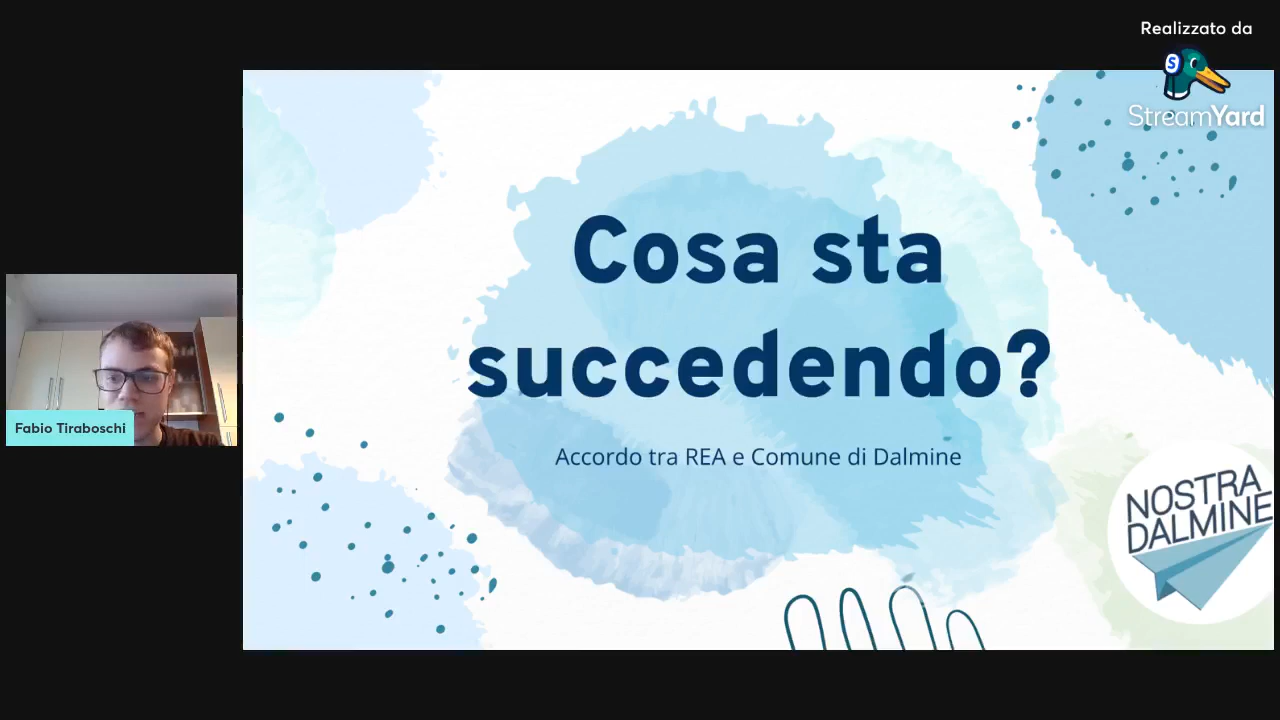 Realizzato da
StreamYard
Cosa sta
succedendo?
Accordo tra REA e Comune di Dalmine
Fabio Tiraboschi
NOSTRA
DALMINE